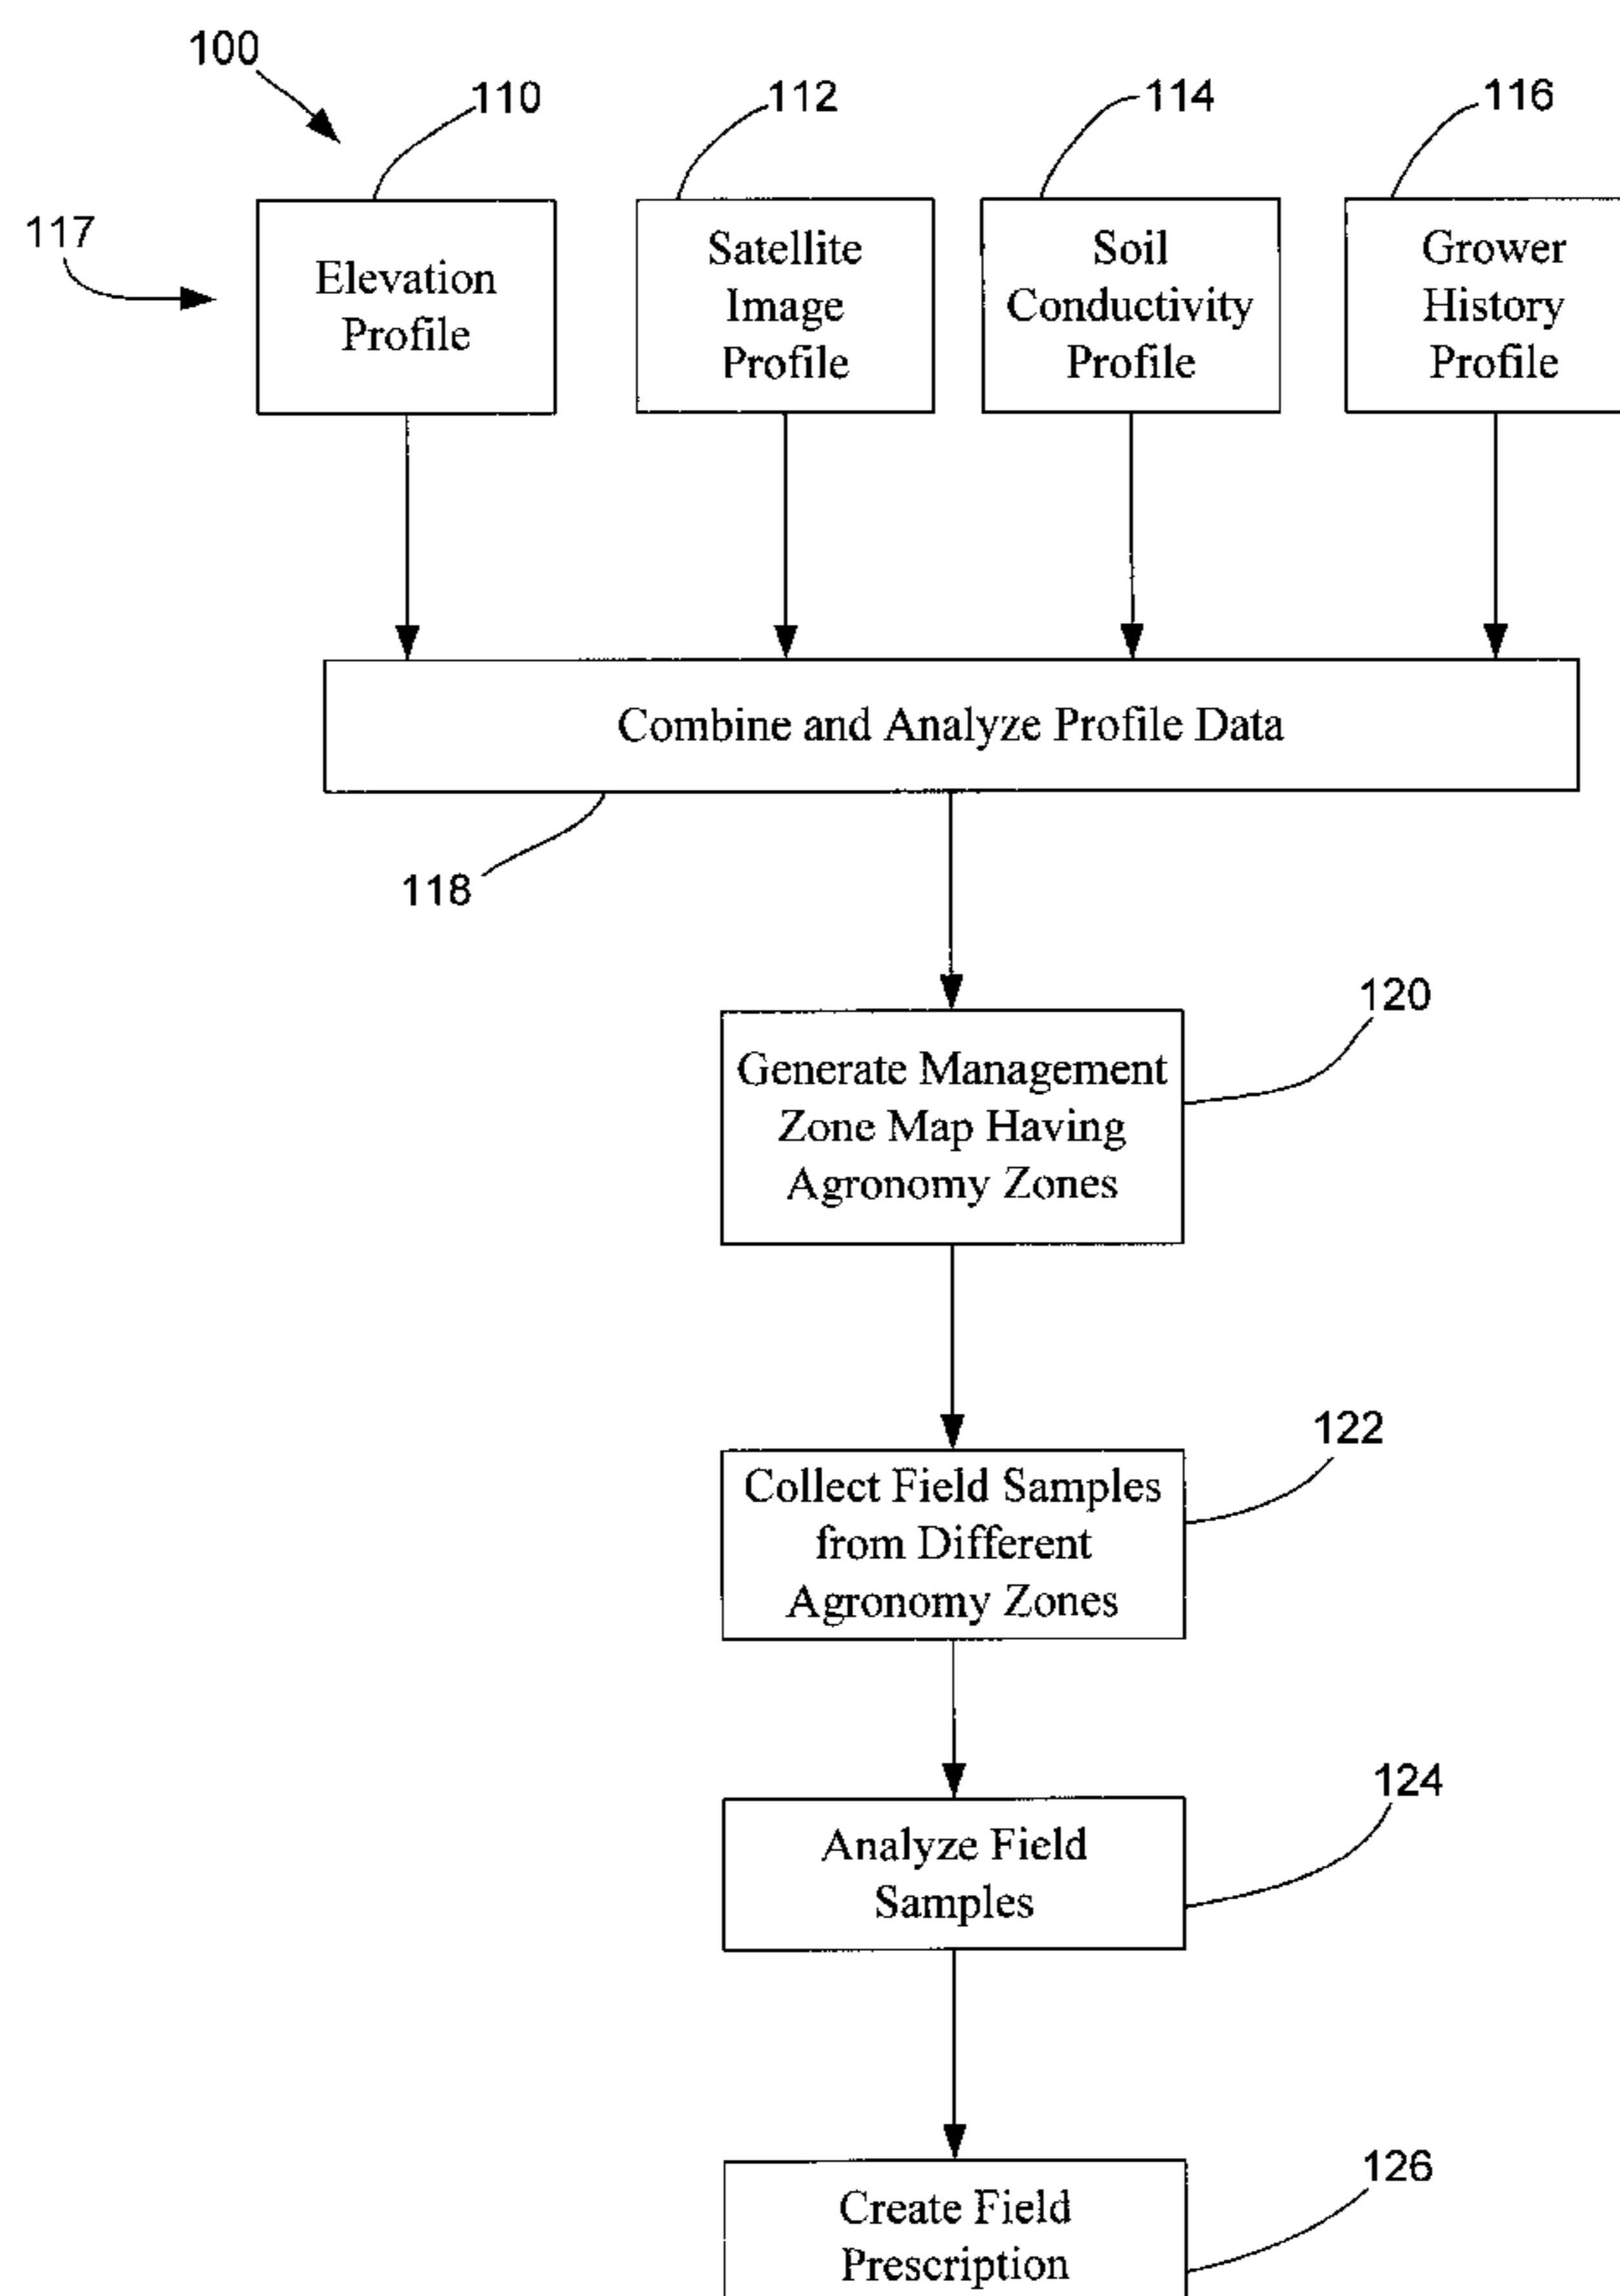 100
110
112
114
116
117
Elevation
Profile
Satellite
Image
Profile
Soil
Conductivity
Profile
Grower
History
Profile
Combine and Analyze Profile Data
118
120
Generate Management
Zone Map Having
Agronomy Zones
122
Collect Field Samples
from Different
Agronomy Zones
124
Analyze Field
Samples
126
Create Field
Prescription